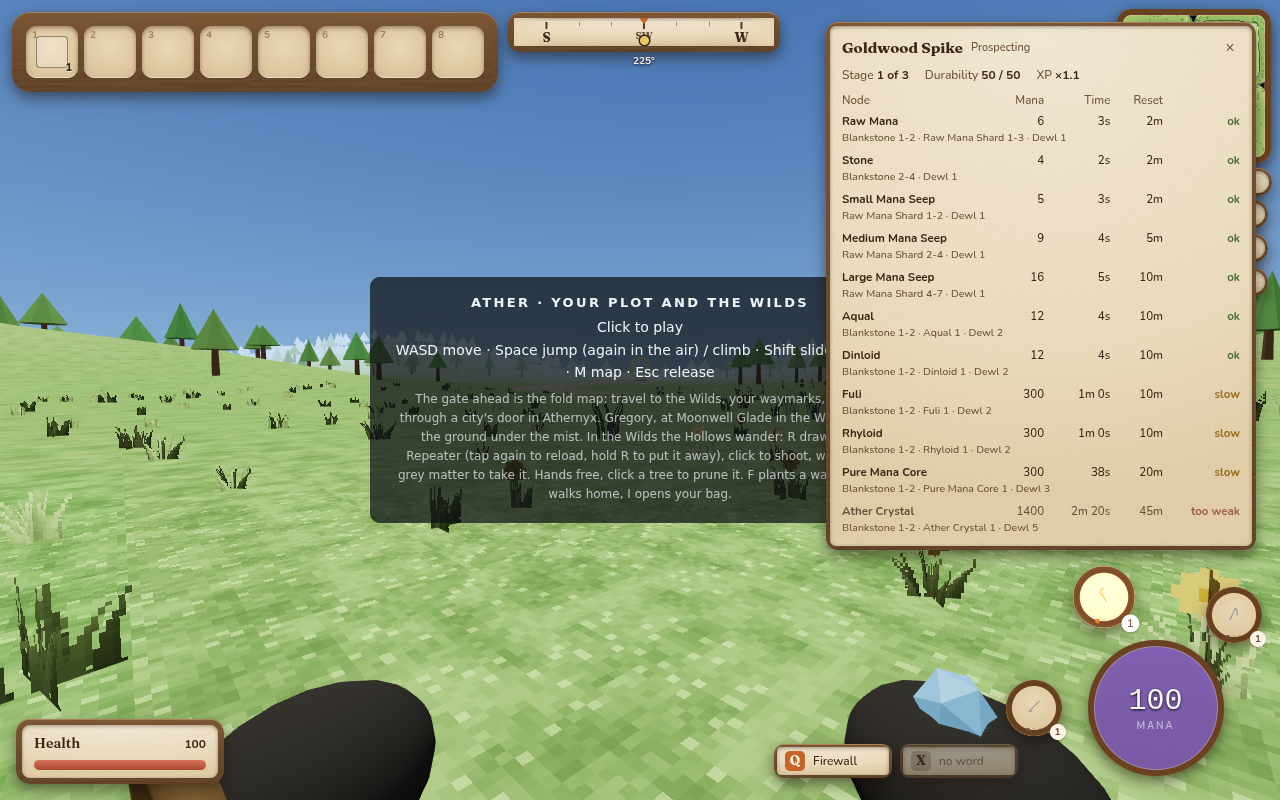 1 2 3 4 5 6 7 8
1
S SW W
225°
Goldwood Spike Prospecting ×
Stage 1 of 3 Durability 50 / 50 XP ×1.1
Node Mana Time Reset
Raw Mana 6 3s 2m ok
Blankstone 1-2 · Raw Mana Shard 1-3 · Dewl 1
Stone 4 2s 2m ok
Blankstone 2-4 · Dewl 1
Small Mana Seep 5 3s 2m ok
Raw Mana Shard 1-2 · Dewl 1
Medium Mana Seep 9 4s 5m ok
Raw Mana Shard 2-4 · Dewl 1
Large Mana Seep 16 5s 10m ok
Raw Mana Shard 4-7 · Dewl 1
Aqual 12 4s 10m ok
Blankstone 1-2 · Aqual 1 · Dewl 2
Dinloid 12 4s 10m ok
Blankstone 1-2 · Dinloid 1 · Dewl 2
Fuli 300 1m 0s 10m slow
Blankstone 1-2 · Fuli 1 · Dewl 2
Rhyloid 300 1m 0s 10m slow
Blankstone 1-2 · Rhyloid 1 · Dewl 2
Pure Mana Core 300 38s 20m slow
Blankstone 1-2 · Pure Mana Core 1 · Dewl 3
Ather Crystal 1400 2m 20s 45m too weak
Blankstone 1-2 · Ather Crystal 1 · Dewl 5
ATHER · YOUR PLOT AND THE WILDS
Click to play
WASD move · Space jump (again in the air) / climb · Shift slide
· M map · Esc release
The gate ahead is the fold map; travel to the Wilds, your waymarks,
through a city's door in Athernyx. Gregory, at Moonwell Glade in the W
the ground under the mist. In the Wilds the Hollows wander: R draw
Repeater (tap again to reload, hold R to put it away), click to shoot, w
grey matter to take it. Hands free, click a tree to prune it. F plants a wa
walks home, I opens your bag.
1
1
1
100
MANA
Health 100
Q Firewall
X no word